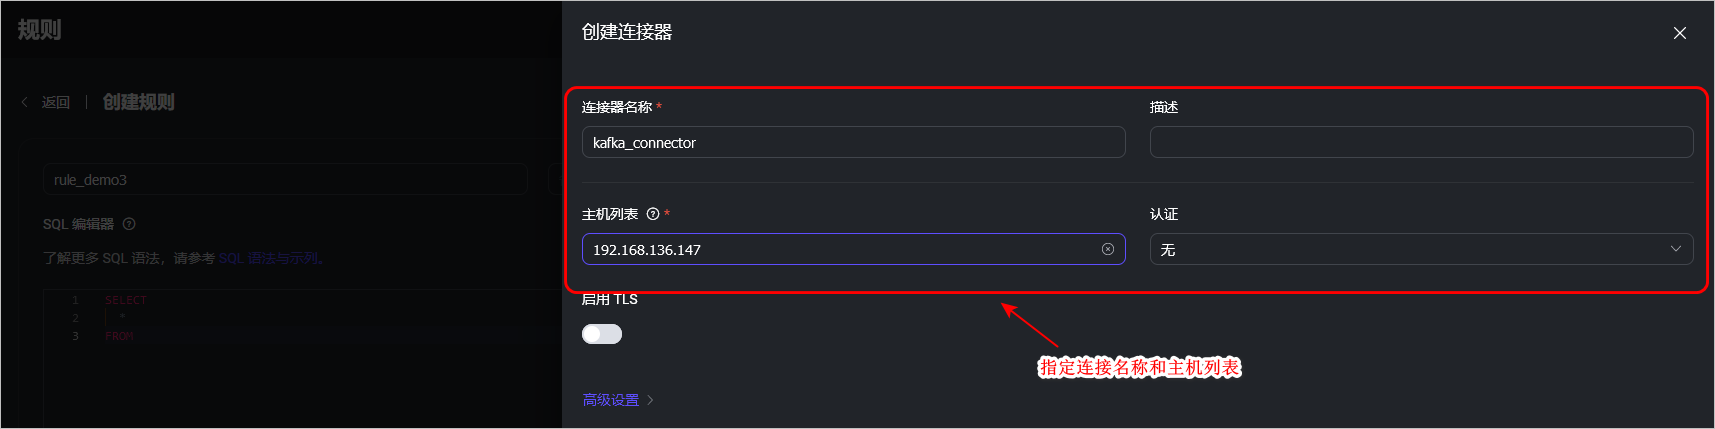 规则
返回 | 创建规则
rule_demo3
SQL 编辑器
了解更多 SQL 语法，请参考 SQL 语法与示列。
1 SELECT
2 *
3 FROM
创建连接器
连接器名称 * 描述
kafka_connector
主机列表 * 认证
192.168.136.147 无
启用 TLS
指定连接名称和主机列表
高级设置